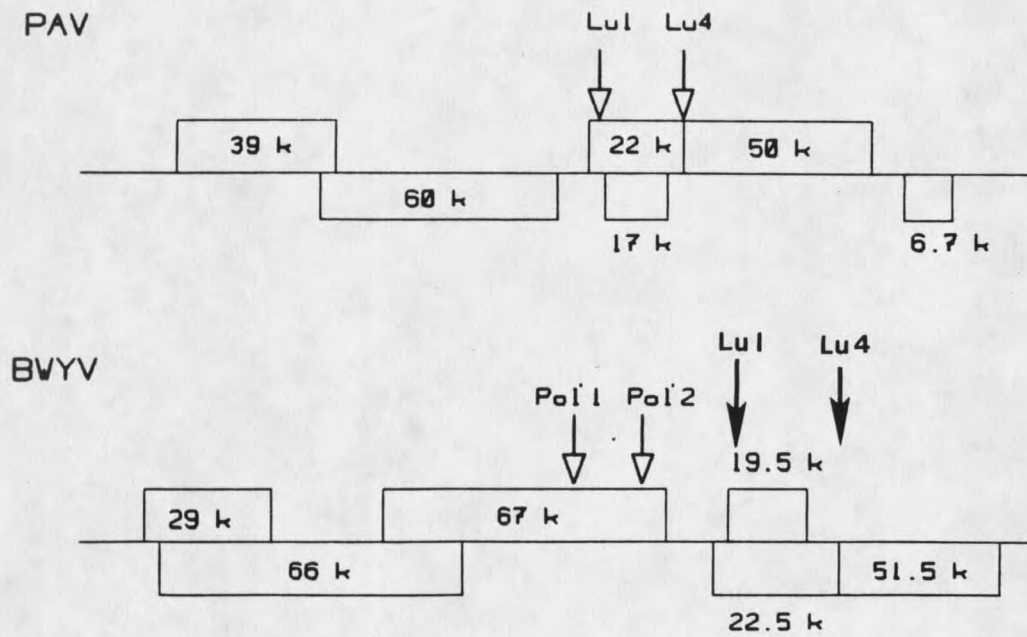 PAV
Lu1 Lu4
39 k 22 k 50 k
60 k
17 k 6.7 k
BWYV
Lu1 Lu4
Pol1 Pol2
19.5 k
29 k 67 k
66 k 51.5 k
22.5 k